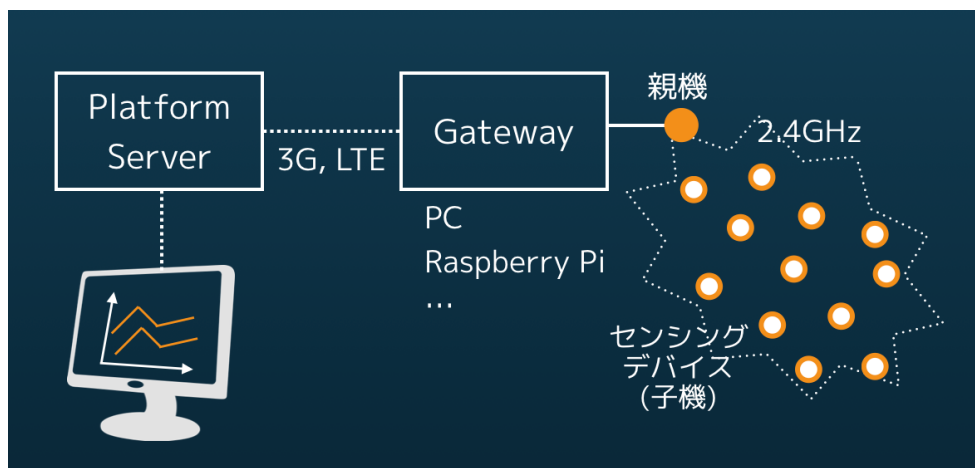 Platform
Server
3G, LTE
Gateway
PC
Raspberry Pi
...
親機
2.4GHz
センシング
デバイス
(子機)